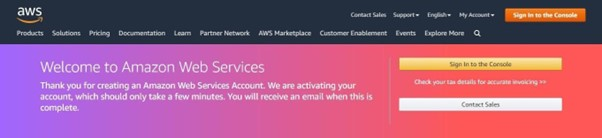 aws
Contact Sales Support English My Account Sign In to the Console
Products Solutions Pricing Documentation Learn Partner Network AWS Marketplace Customer Enablement Events Explore More
Welcome to Amazon Web Services
Thank you for creating an Amazon Web Services Account. We are activating your
account, which should only take a few minutes. You will receive an email when this is
complete.
Sign In to the Console
Check your tax details for accurate invoicing >>
Contact Sales